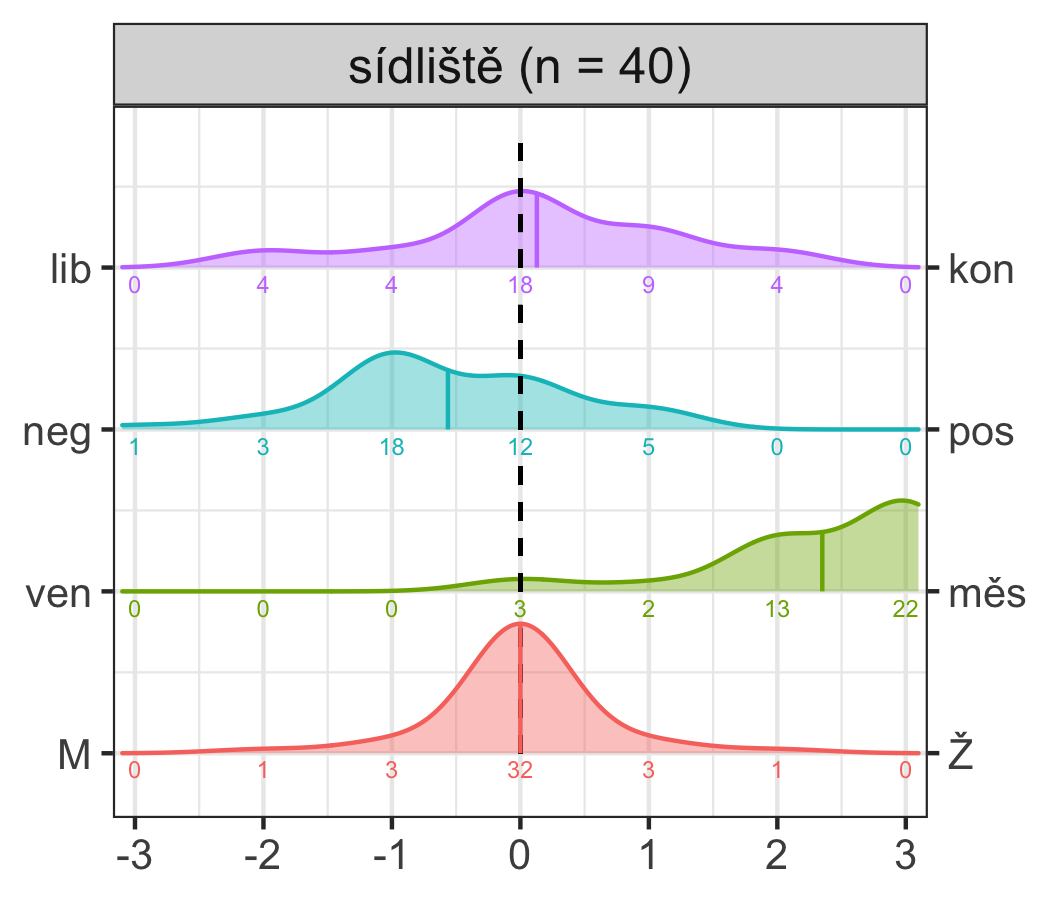 sídliště (n = 40)
lib kon
0 4 4 18 9 4 0
neg pos
1 3 18 12 5 0 0
ven měs
0 0 0 3 2 13 22
M Ž
0 1 3 32 3 1 0
-3 -2 -1 0 1 2 3